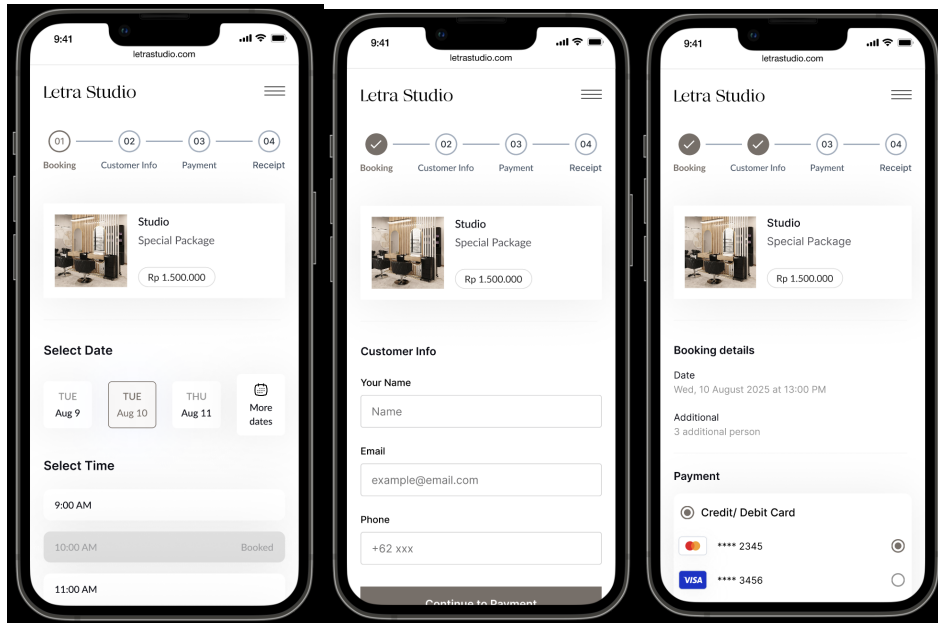 9:41
letrastudio.com
Letra Studio
01
02
03
04
Booking
Customer Info
Payment
Receipt
Studio
Special Package
Rp 1.500.000
Select Date
TUE
Aug 9
TUE
Aug 10
THU
Aug 11
More
dates
Select Time
9:00 AM
10:00 AM Booked
11:00 AM
9:41
letrastudio.com
Letra Studio
02
03
04
Booking
Customer Info
Payment
Receipt
Studio
Special Package
Rp 1.500.000
Customer Info
Your Name
Name
Email
example@email.com
Phone
+62 xxx
Continue to Payment
9:41
letrastudio.com
Letra Studio
03
04
Booking
Customer Info
Payment
Receipt
Studio
Special Package
Rp 1.500.000
Booking details
Date
Wed, 10 August 2025 at 13:00 PM
Additional
3 additional person
Payment
Credit/ Debit Card
**** 2345
VISA **** 3456